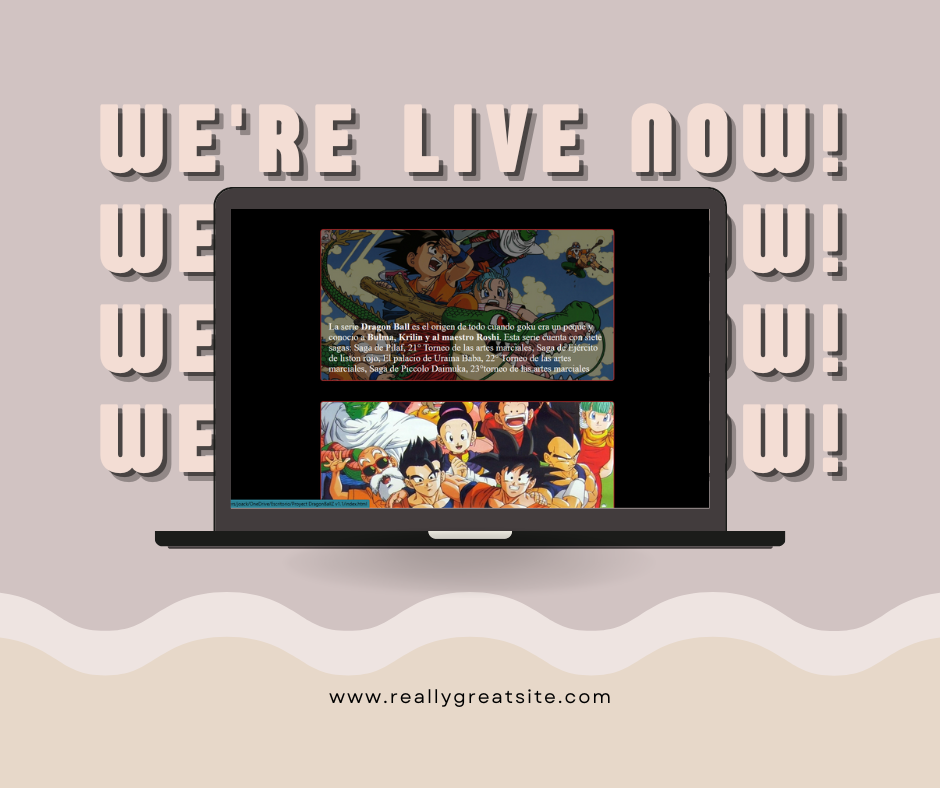 WE'RE LIVE NOW!
WE OW!
WE OW!
WE OW!
La serie Dragon Ball es el origen de todo cuando goku era un peque y
conoció a Bulma, Krilin y al maestro Roshi. Esta serie cuenta con siete
sagas: Saga de Pilaf, 21° Torneo de las artes marciales, Saga de Ejército
de liston rojo, El palacio de Uraina Baba, 22° Torneo de las artes
marciales, Saga de Piccolo Daimuka, 23°torneo de las artes marciales
www.reallygreatsite.com